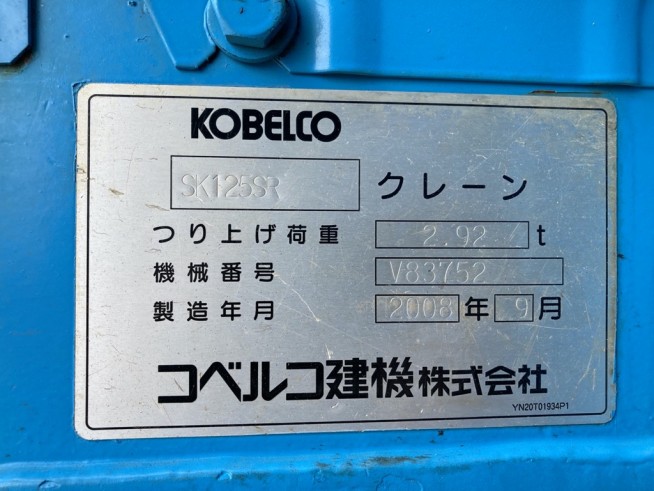 KOBELCO
SK125SR クレーン
つり上げ荷重 2.92 t
機械番号 V83752
製造年月 2008 年 9 月
コベルコ建機株式会社
YN20T01934P1